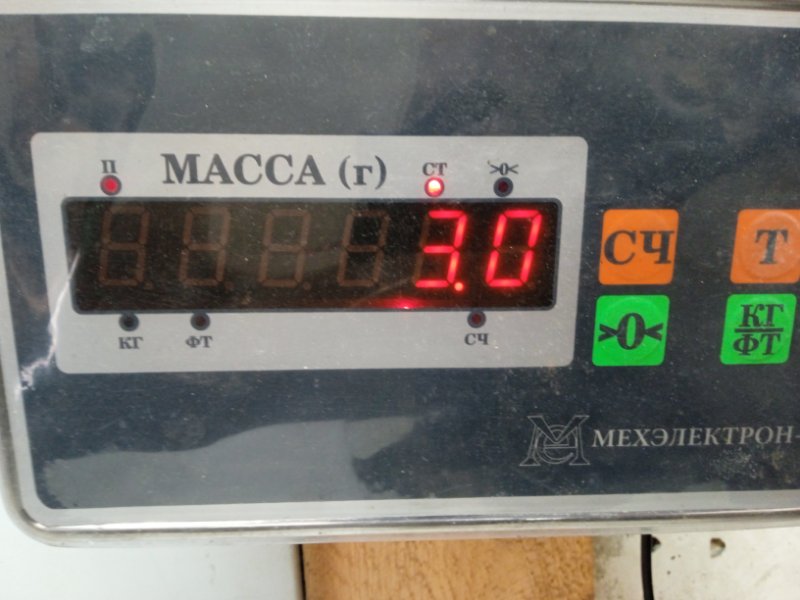 П МАССА (г) СТ >0<
3.0
КГ ФТ СЧ
СЧ Т
>0< КГ
ФТ
МЕХЭЛЕКТРОН-